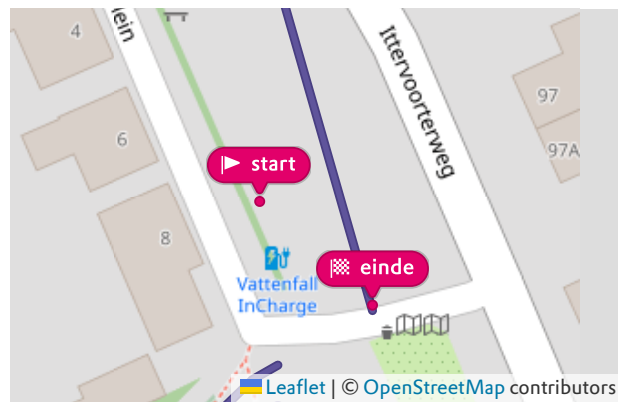 4
lein
Ittervoorterweg
97
6
97A
start
8
einde
Vattenfall
InCharge
Leaflet | © OpenStreetMap contributors